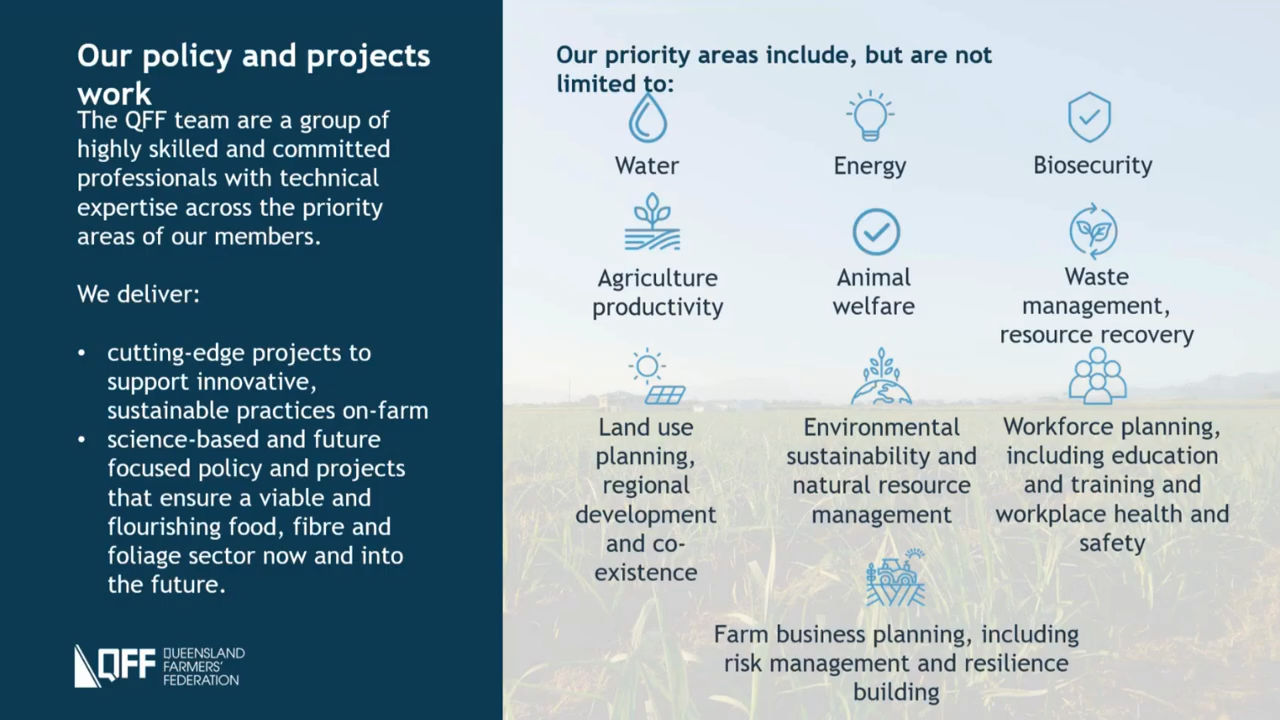 Our policy and projects
work
The QFF team are a group of
highly skilled and committed
professionals with technical
expertise across the priority
areas of our members.
We deliver:
• cutting-edge projects to
support innovative,
sustainable practices on-farm
• science-based and future
focused policy and projects
that ensure a viable and
flourishing food, fibre and
foliage sector now and into
the future.
QFF
QUEENSLAND
FARMERS'
FEDERATION
Our priority areas include, but are not
limited to:
Water
Energy
Biosecurity
Agriculture
productivity
Animal
welfare
Waste
management,
resource recovery
Land use
planning,
regional
development
and co-
existence
Environmental
sustainability and
natural resource
management
Workforce planning,
including education
and training and
workplace health and
safety
Farm business planning, including
risk management and resilience
building